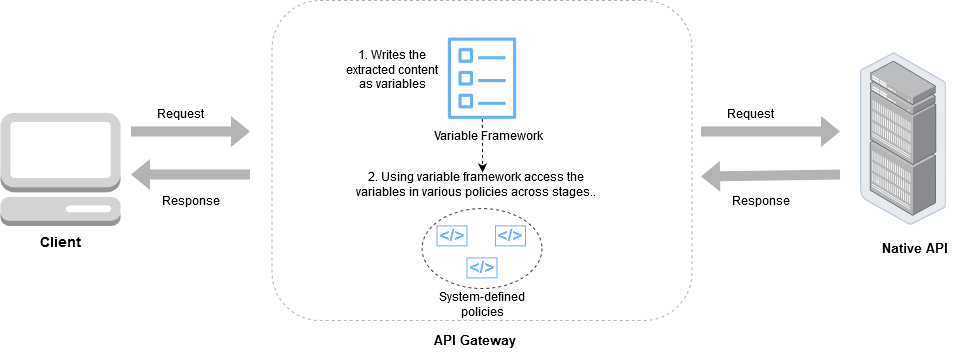 1. Writes the
extracted content
as variables
Request
Request
Variable Framework
2. Using variable framework access the
variables in various policies across stages..
Response
Response
</>
</>
</>
Client
Native API
System-defined
policies
API Gateway